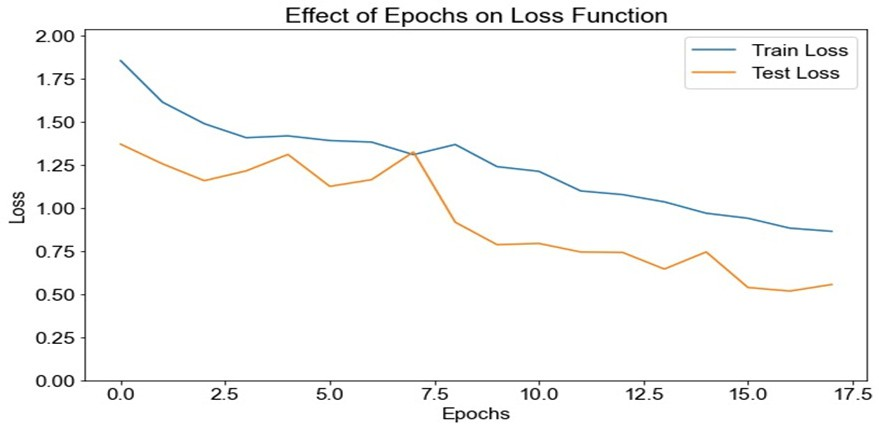 Effect of Epochs on Loss Function
2.00
1.75
1.50
1.25
1.00
0.75
0.50
0.25
0.00
Loss
Train Loss
Test Loss
0.0 2.5 5.0 7.5 10.0 12.5 15.0 17.5
Epochs